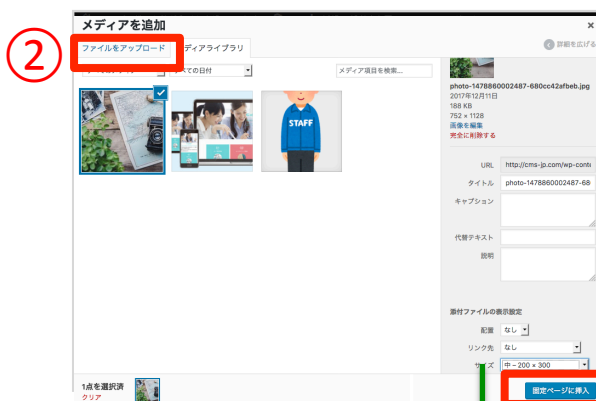 メディアを追加
×
②
ファイルをアップロード
ディアライブラリ
詳細を広げる
べての日付
メディア項目を検索...
STAFF
photo-1478860002487-680cc42afbeb.jpg
2017年12月11日
188 KB
752 × 1128
画像を編集
完全に削除する
URL http://cms-jp.com/wp-conte
タイトル photo-1478860002487-68
キャプション
代替テキスト
説明
添付ファイルの表示設定
配置 なし
リンク先 なし
サイズ 中 – 200 × 300
1点を選択済
クリア
固定ページに挿入